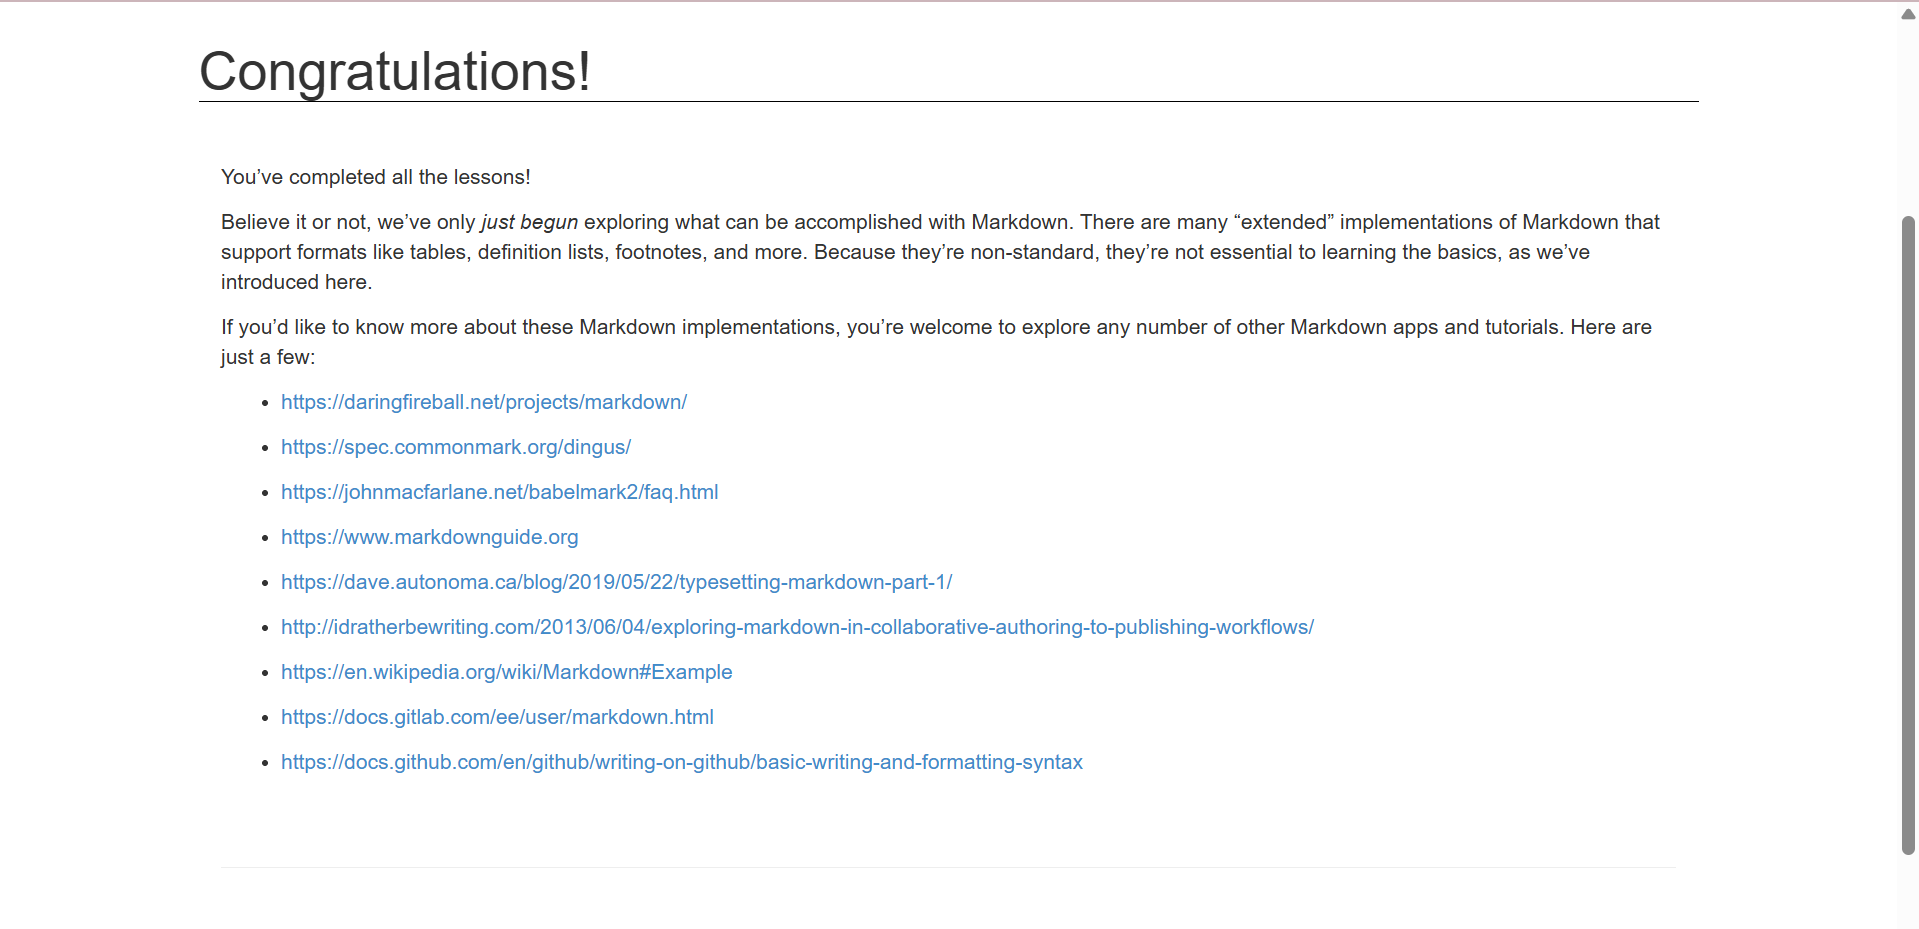 Congratulations!
You’ve completed all the lessons!
Believe it or not, we’ve only just begun exploring what can be accomplished with Markdown. There are many “extended” implementations of Markdown that
support formats like tables, definition lists, footnotes, and more. Because they’re non-standard, they’re not essential to learning the basics, as we’ve
introduced here.
If you’d like to know more about these Markdown implementations, you’re welcome to explore any number of other Markdown apps and tutorials. Here are
just a few:
• https://daringfireball.net/projects/markdown/
• https://spec.commonmark.org/dingus/
• https://johnmacfarlane.net/babelmark2/faq.html
• https://www.markdownguide.org
• https://dave.autonoma.ca/blog/2019/05/22/typesetting-markdown-part-1/
• http://idratherbewriting.com/2013/06/04/exploring-markdown-in-collaborative-authoring-to-publishing-workflows/
• https://en.wikipedia.org/wiki/Markdown#Example
• https://docs.gitlab.com/ee/user/markdown.html
• https://docs.github.com/en/github/writing-on-github/basic-writing-and-formatting-syntax